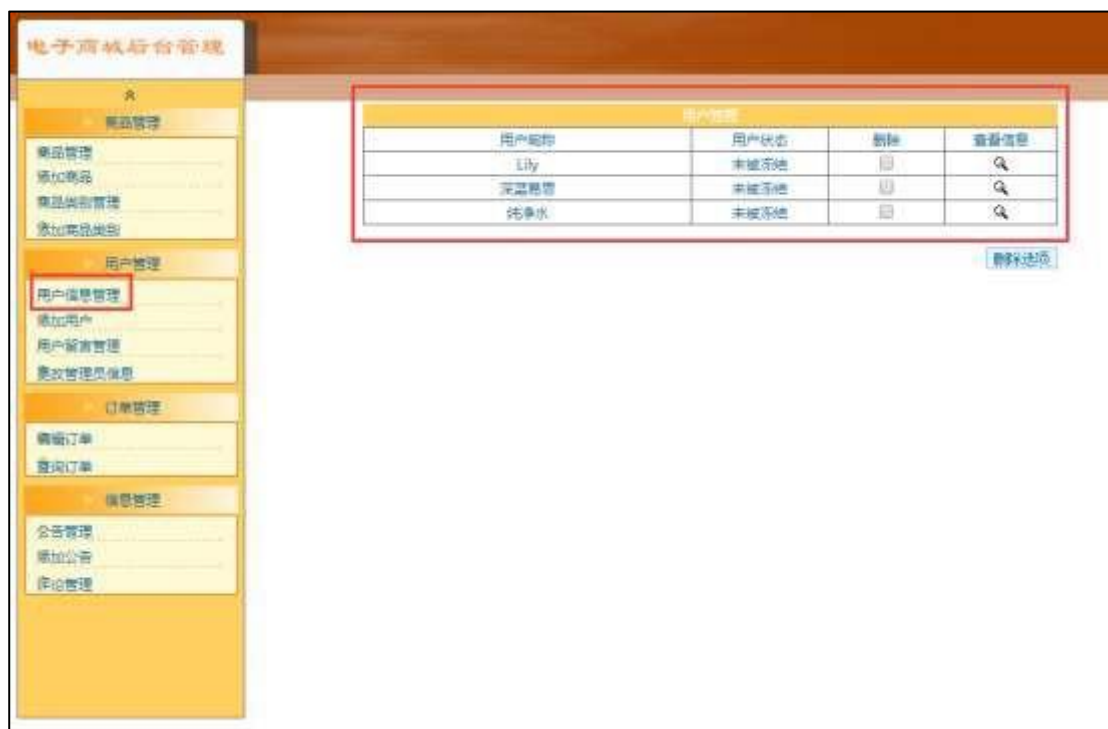 电子商城后台管理
商品管理
商品管理
添加商品
商品类别管理
添加商品类别
用户管理
用户信息管理
添加用户
用户留言管理
更改管理员信息
订单管理
编辑订单
查询订单
信息管理
公告管理
添加公告
评论管理
用户管理
用户昵称 用户状态 删除 查看信息
Lily 未被冻结
未被冻结
纯净水 未被冻结
删除选项